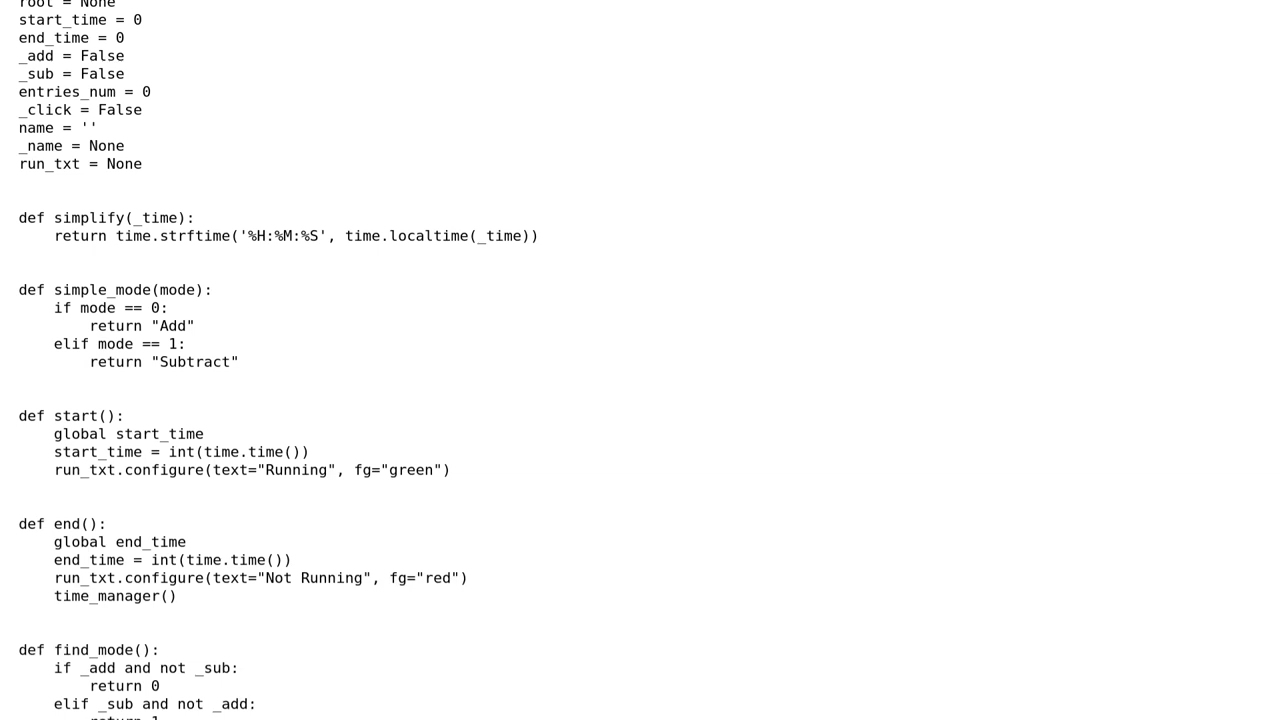 root = None
start_time = 0
end_time = 0
_add = False
_sub = False
entries_num = 0
_click = False
name = ''
_name = None
run_txt = None


def simplify(_time):
    return time.strftime('%H:%M:%S', time.localtime(_time))


def simple_mode(mode):
    if mode == 0:
        return "Add"
    elif mode == 1:
        return "Subtract"


def start():
    global start_time
    start_time = int(time.time())
    run_txt.configure(text="Running", fg="green")


def end():
    global end_time
    end_time = int(time.time())
    run_txt.configure(text="Not Running", fg="red")
    time_manager()


def find_mode():
    if _add and not _sub:
        return 0
    elif _sub and not _add:
        return 1